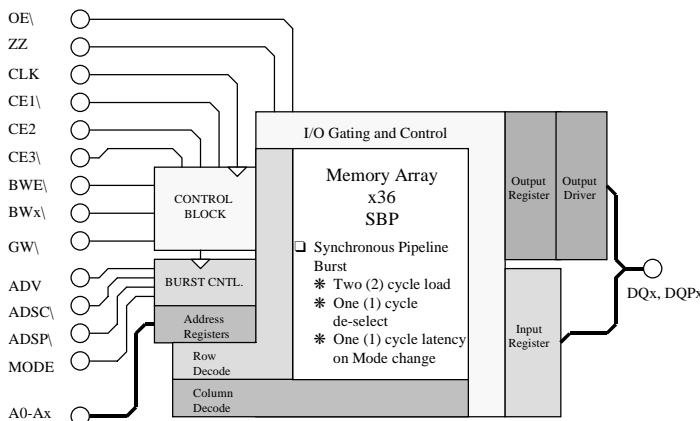 OE\
ZZ
CLK
CE1\
CE2
CE3\
BWE\
BWx\
GW\
ADV
ADSC\
ADSP\
MODE
A0-Ax
CONTROL
BLOCK
BURST CNTL.
Address
Registers
Row
Decode
Column
Decode
I/O Gating and Control
Memory Array
x36
SBP
❏ Synchronous Pipeline
Burst
✳ Two (2) cycle load
✳ One (1) cycle
de-select
✳ One (1) cycle latency
on Mode change
Output
Register
Output
Driver
Input
Register
DQx, DQPx